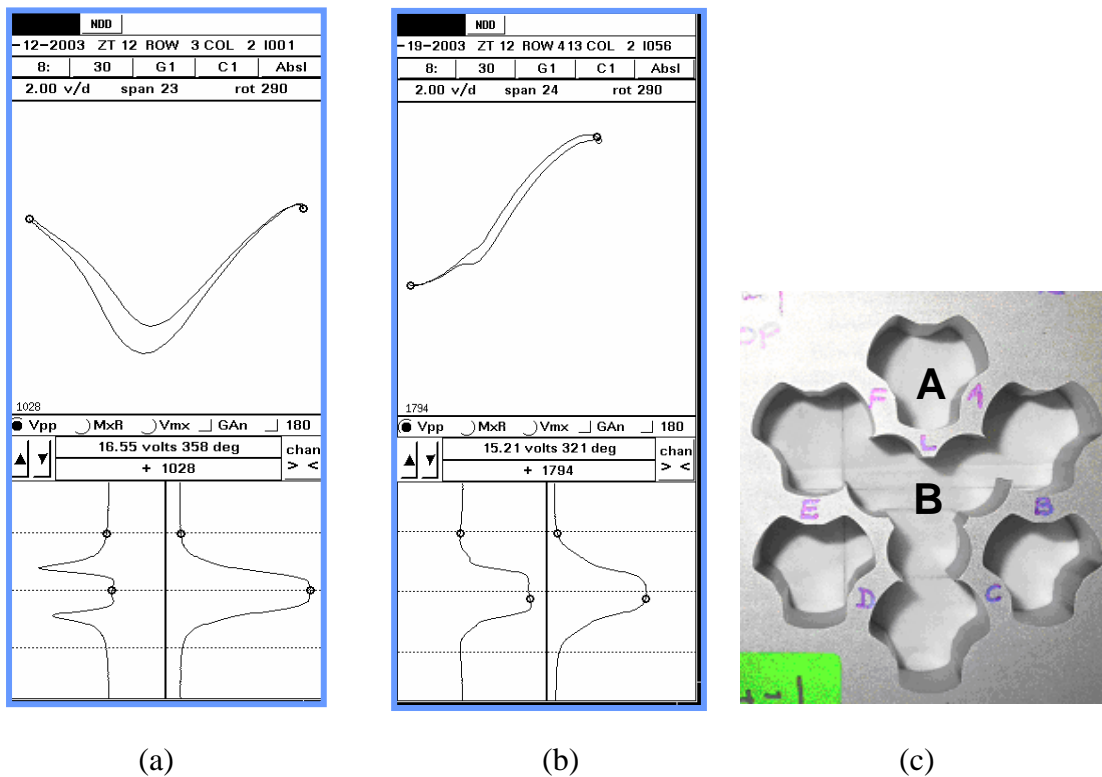 NDD
-12-2003 ZT 12 ROW 3 COL 2 I001
8: 30 G1 C1 Absl
2.00 v/d span 23 rot 290
1028
Vpp MxR Vmx GAn 180
16.55 volts 358 deg
+ 1028
chan
> <
NDD
-19-2003 ZT 12 ROW 413 COL 2 I056
8: 30 G1 C1 Absl
2.00 v/d span 24 rot 290
1794
Vpp MxR Vmx GAn 180
15.21 volts 321 deg
+ 1794
chan
> <
A
F
A
L
B
E
B
D
C
(a) (b) (c)